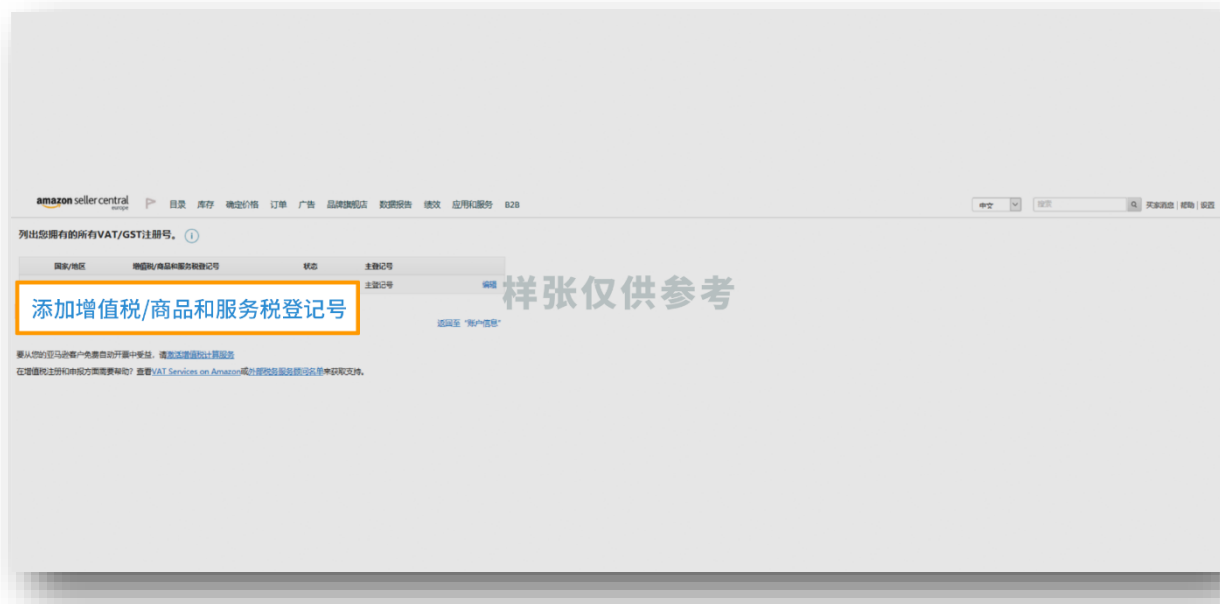 amazon seller central
europe
目录 库存 确定价格 订单 广告 品牌旗舰店 数据报告 绩效 应用和服务 B2B
中文 搜索 买家消息 | 帮助 | 设置
列出您拥有的所有VAT/GST注册号。
国家/地区 增值税/商品和服务税登记号 状态 主登记号
主登记号 编辑
样张仅供参考
添加增值税/商品和服务税登记号
返回至 "账户信息"
要从您的亚马逊客户免费自动开票中受益，请激活增值税计算服务
在增值税注册和申报方面需要帮助？查看VAT Services on Amazon或外部税务服务顾问名单来获取支持。